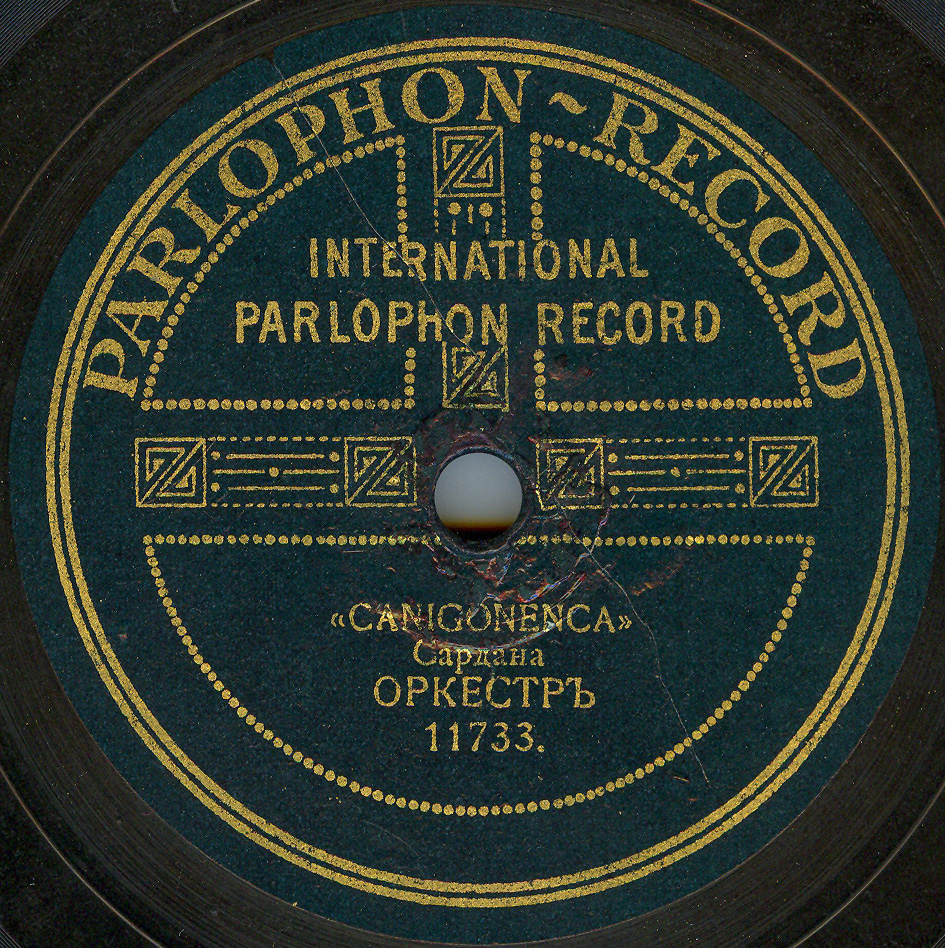 PARLOPHON ~ RECORD
INTERNATIONAL
PARLOPHON RECORD
«CANIGONENCA»
Сардана
ОРКЕСТРЪ
11733.